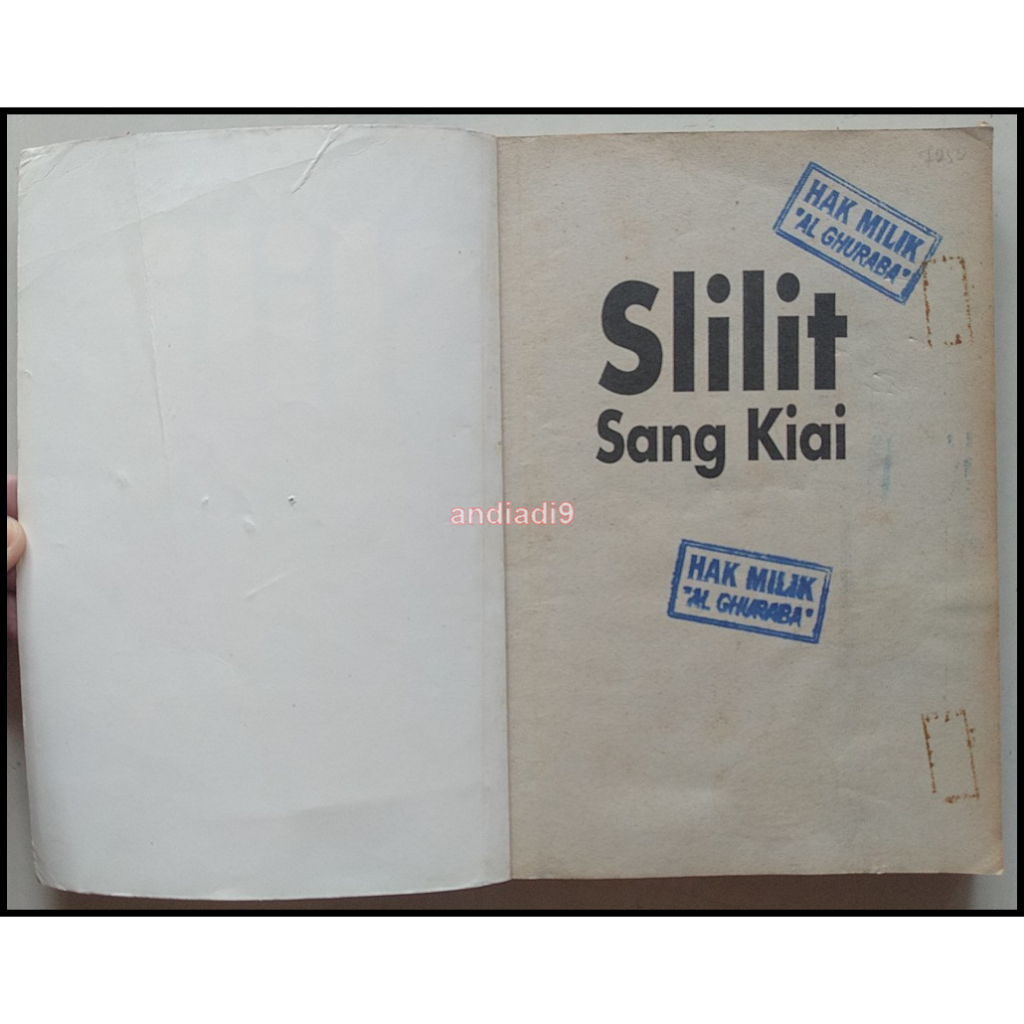 HAK MILIK
"AL GHURABA"
Slilit
Sang Kiai
andiadi9
HAK MILIK
"AL GHURABA"